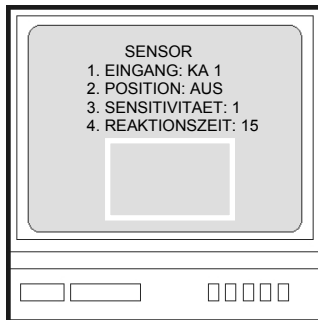 SENSOR
1. EINGANG: KA 1
2. POSITION: AUS
3. SENSITIVITAET: 1
4. REAKTIONSZEIT: 15